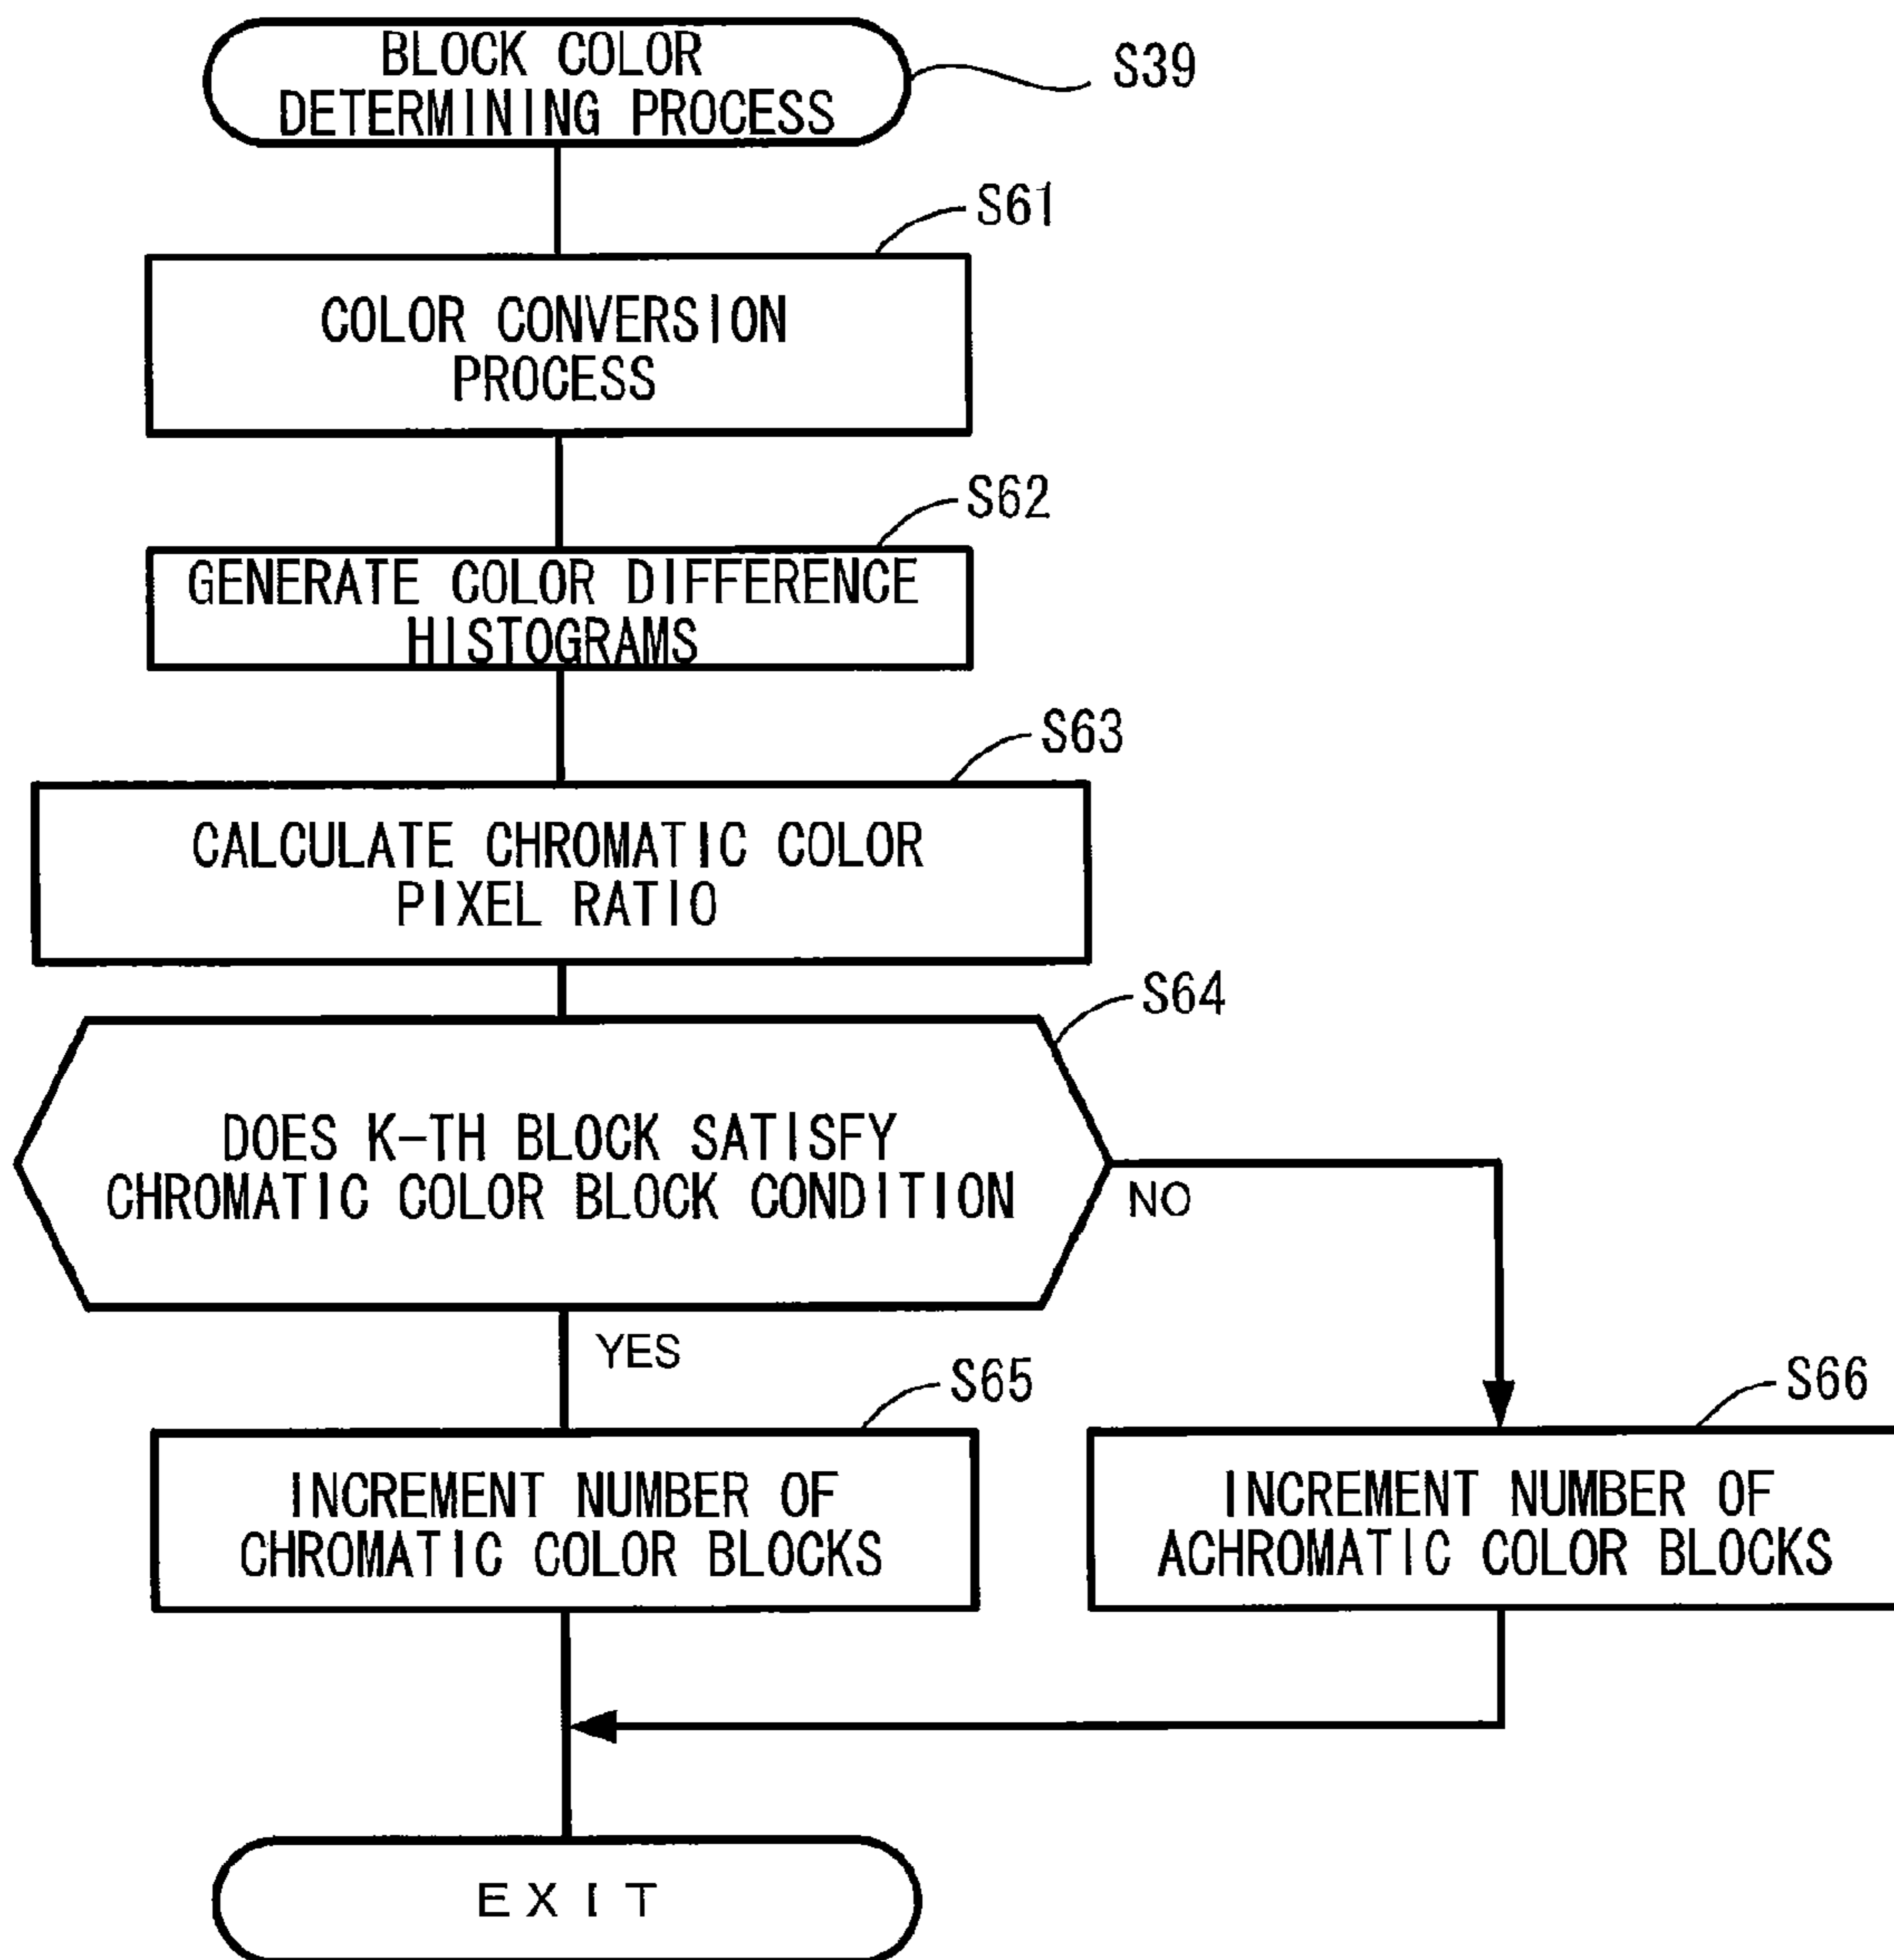 BLOCK COLOR
DETERMINING PROCESS
S39
S61
COLOR CONVERSION
PROCESS
S62
GENERATE COLOR DIFFERENCE
HISTOGRAMS
S63
CALCULATE CHROMATIC COLOR
PIXEL RATIO
S64
DOES K-TH BLOCK SATISFY
CHROMATIC COLOR BLOCK CONDITION
NO
YES
S65
INCREMENT NUMBER OF
CHROMATIC COLOR BLOCKS
S66
INCREMENT NUMBER OF
ACHROMATIC COLOR BLOCKS
EXIT